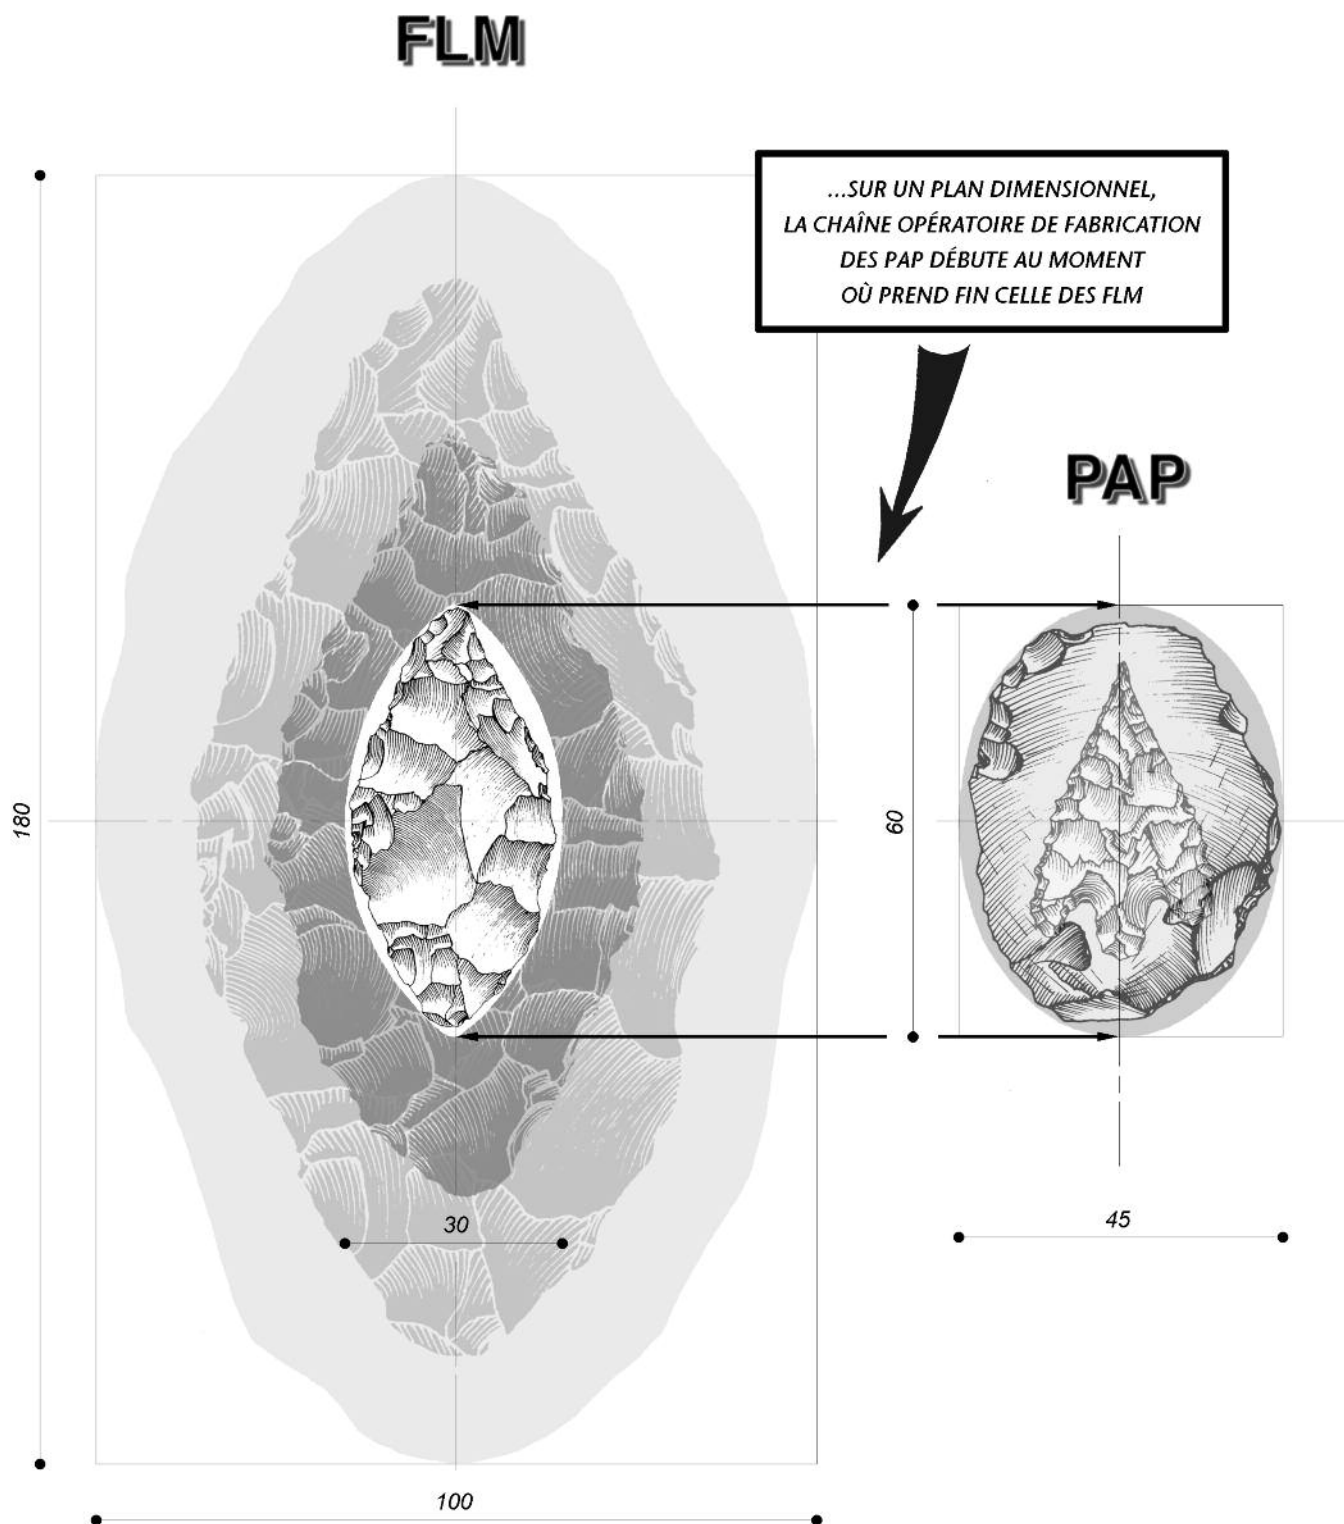 FLM
...SUR UN PLAN DIMENSIONNEL,
LA CHAÎNE OPÉRATOIRE DE FABRICATION
DES PAP DÉBUTE AU MOMENT
OÙ PREND FIN CELLE DES FLM
PAP
180
60
30
45
100